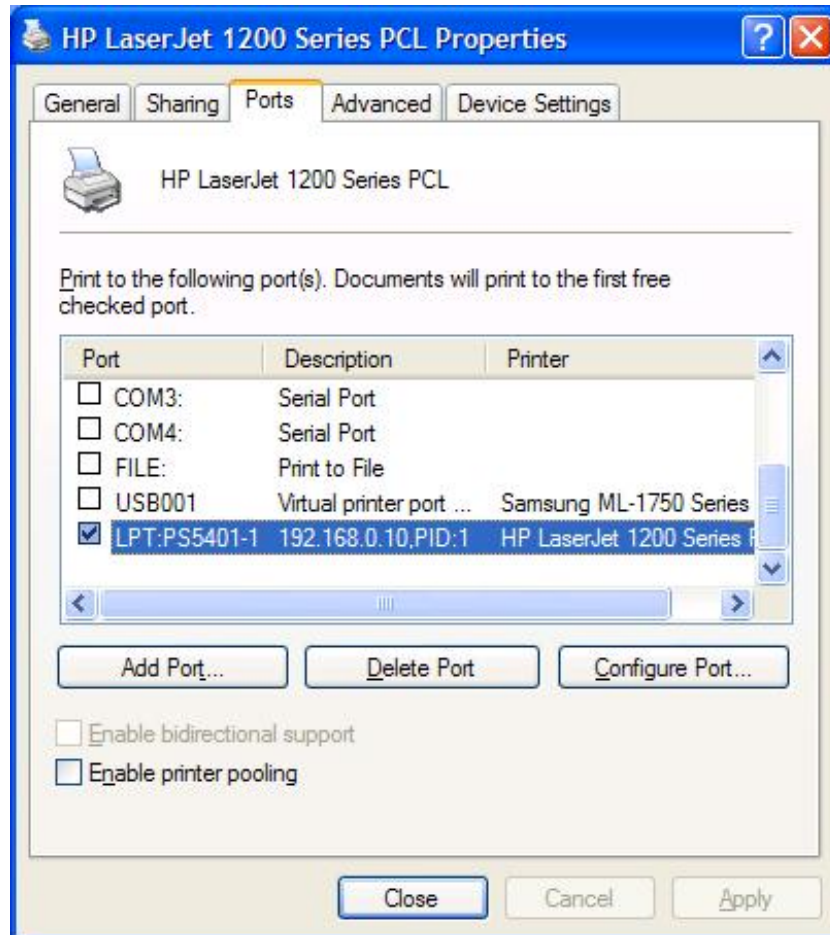 HP LaserJet 1200 Series PCL Properties
General Sharing Ports Advanced Device Settings
HP LaserJet 1200 Series PCL
Print to the following port(s). Documents will print to the first free
checked port.
Port Description Printer
COM3: Serial Port
COM4: Serial Port
FILE: Print to File
USB001 Virtual printer port ... Samsung ML-1750 Series
LPT:PS5401-1 192.168.0.10,PID:1 HP LaserJet 1200 Series
Add Port... Delete Port Configure Port...
Enable bidirectional support
Enable printer pooling
Close Cancel Apply